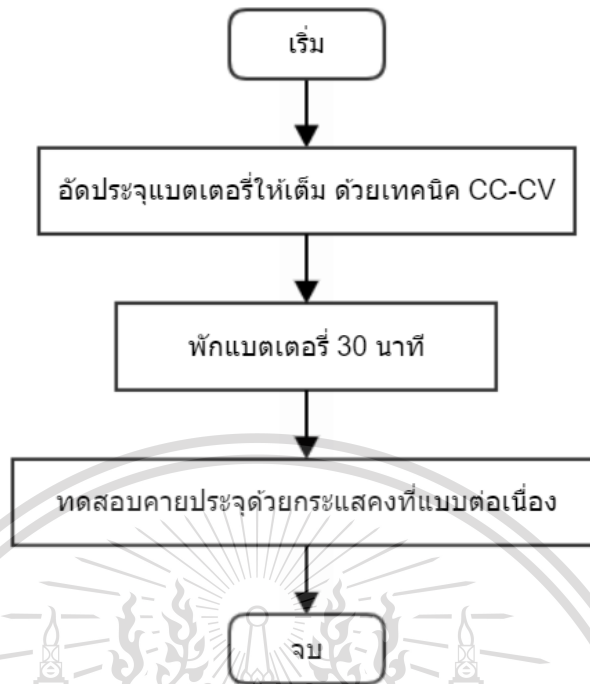 เริ่ม
อัดประจุแบตเตอรี่ให้เต็ม ด้วยเทคนิค CC-CV
พักแบตเตอรี่ 30 นาที
ทดสอบคายประจุด้วยกระแสคงที่แบบต่อเนื่อง
จบ